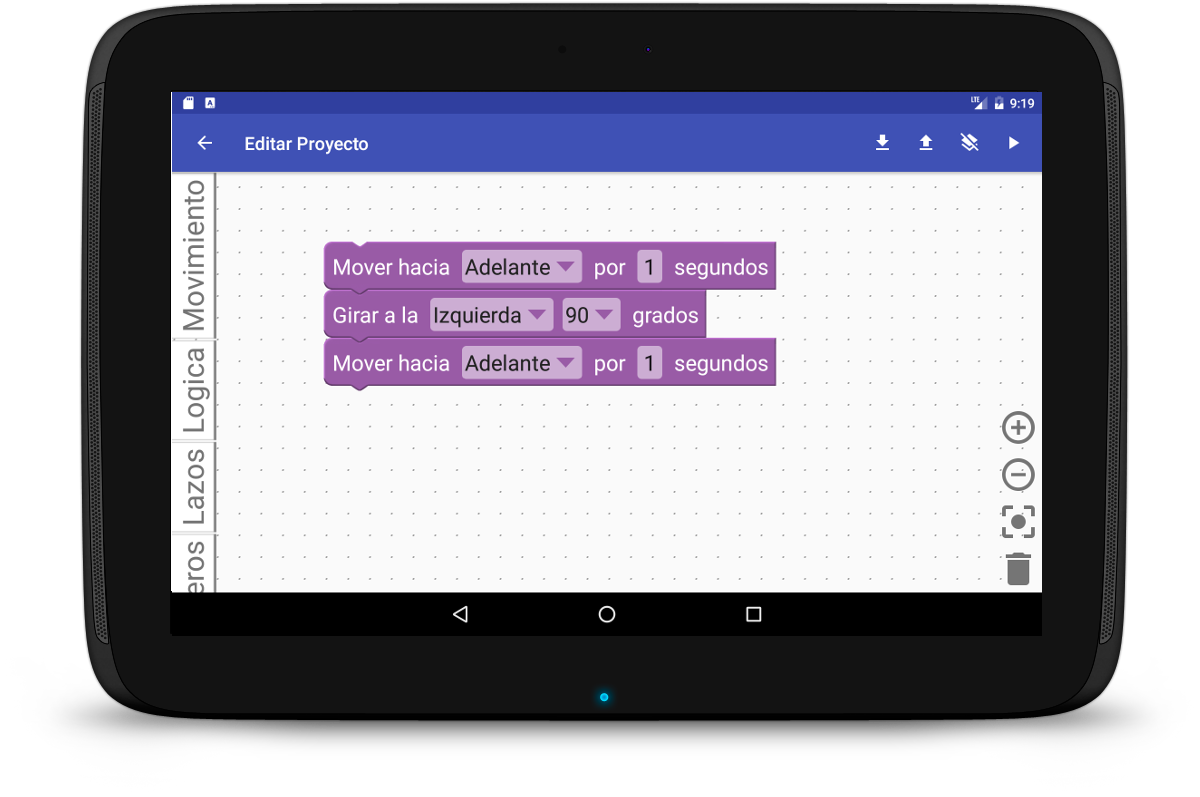 LTE 9:19
Editar Proyecto
Movimiento
Logica
Lazos
eros
Mover hacia Adelante por 1 segundos
Girar a la Izquierda 90 grados
Mover hacia Adelante por 1 segundos